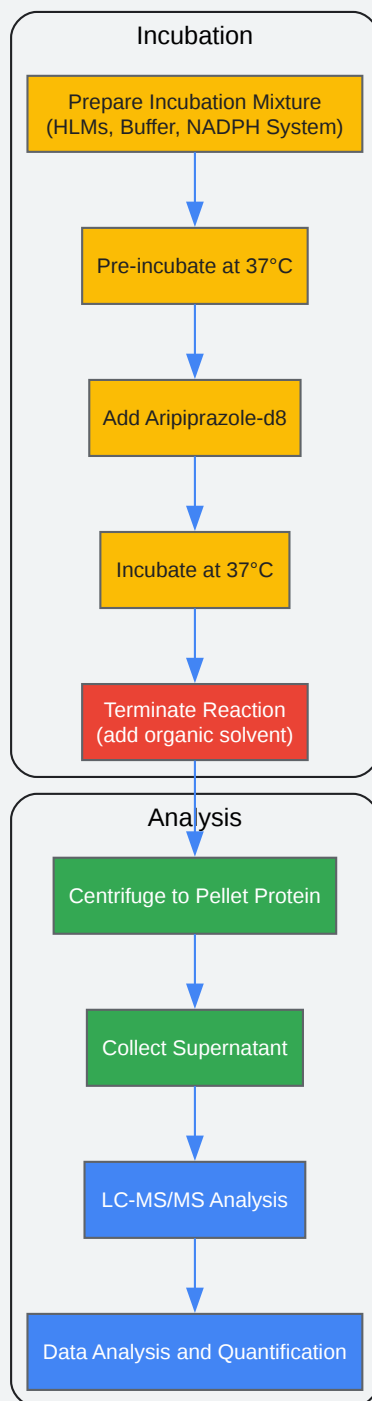 Incubation
Prepare Incubation Mixture
(HLMs, Buffer, NADPH System)
Pre-incubate at 37°C
Add Aripiprazole-d8
Incubate at 37°C
Terminate Reaction
(add organic solvent)
Analysis
Centrifuge to Pellet Protein
Collect Supernatant
LC-MS/MS Analysis
Data Analysis and Quantification